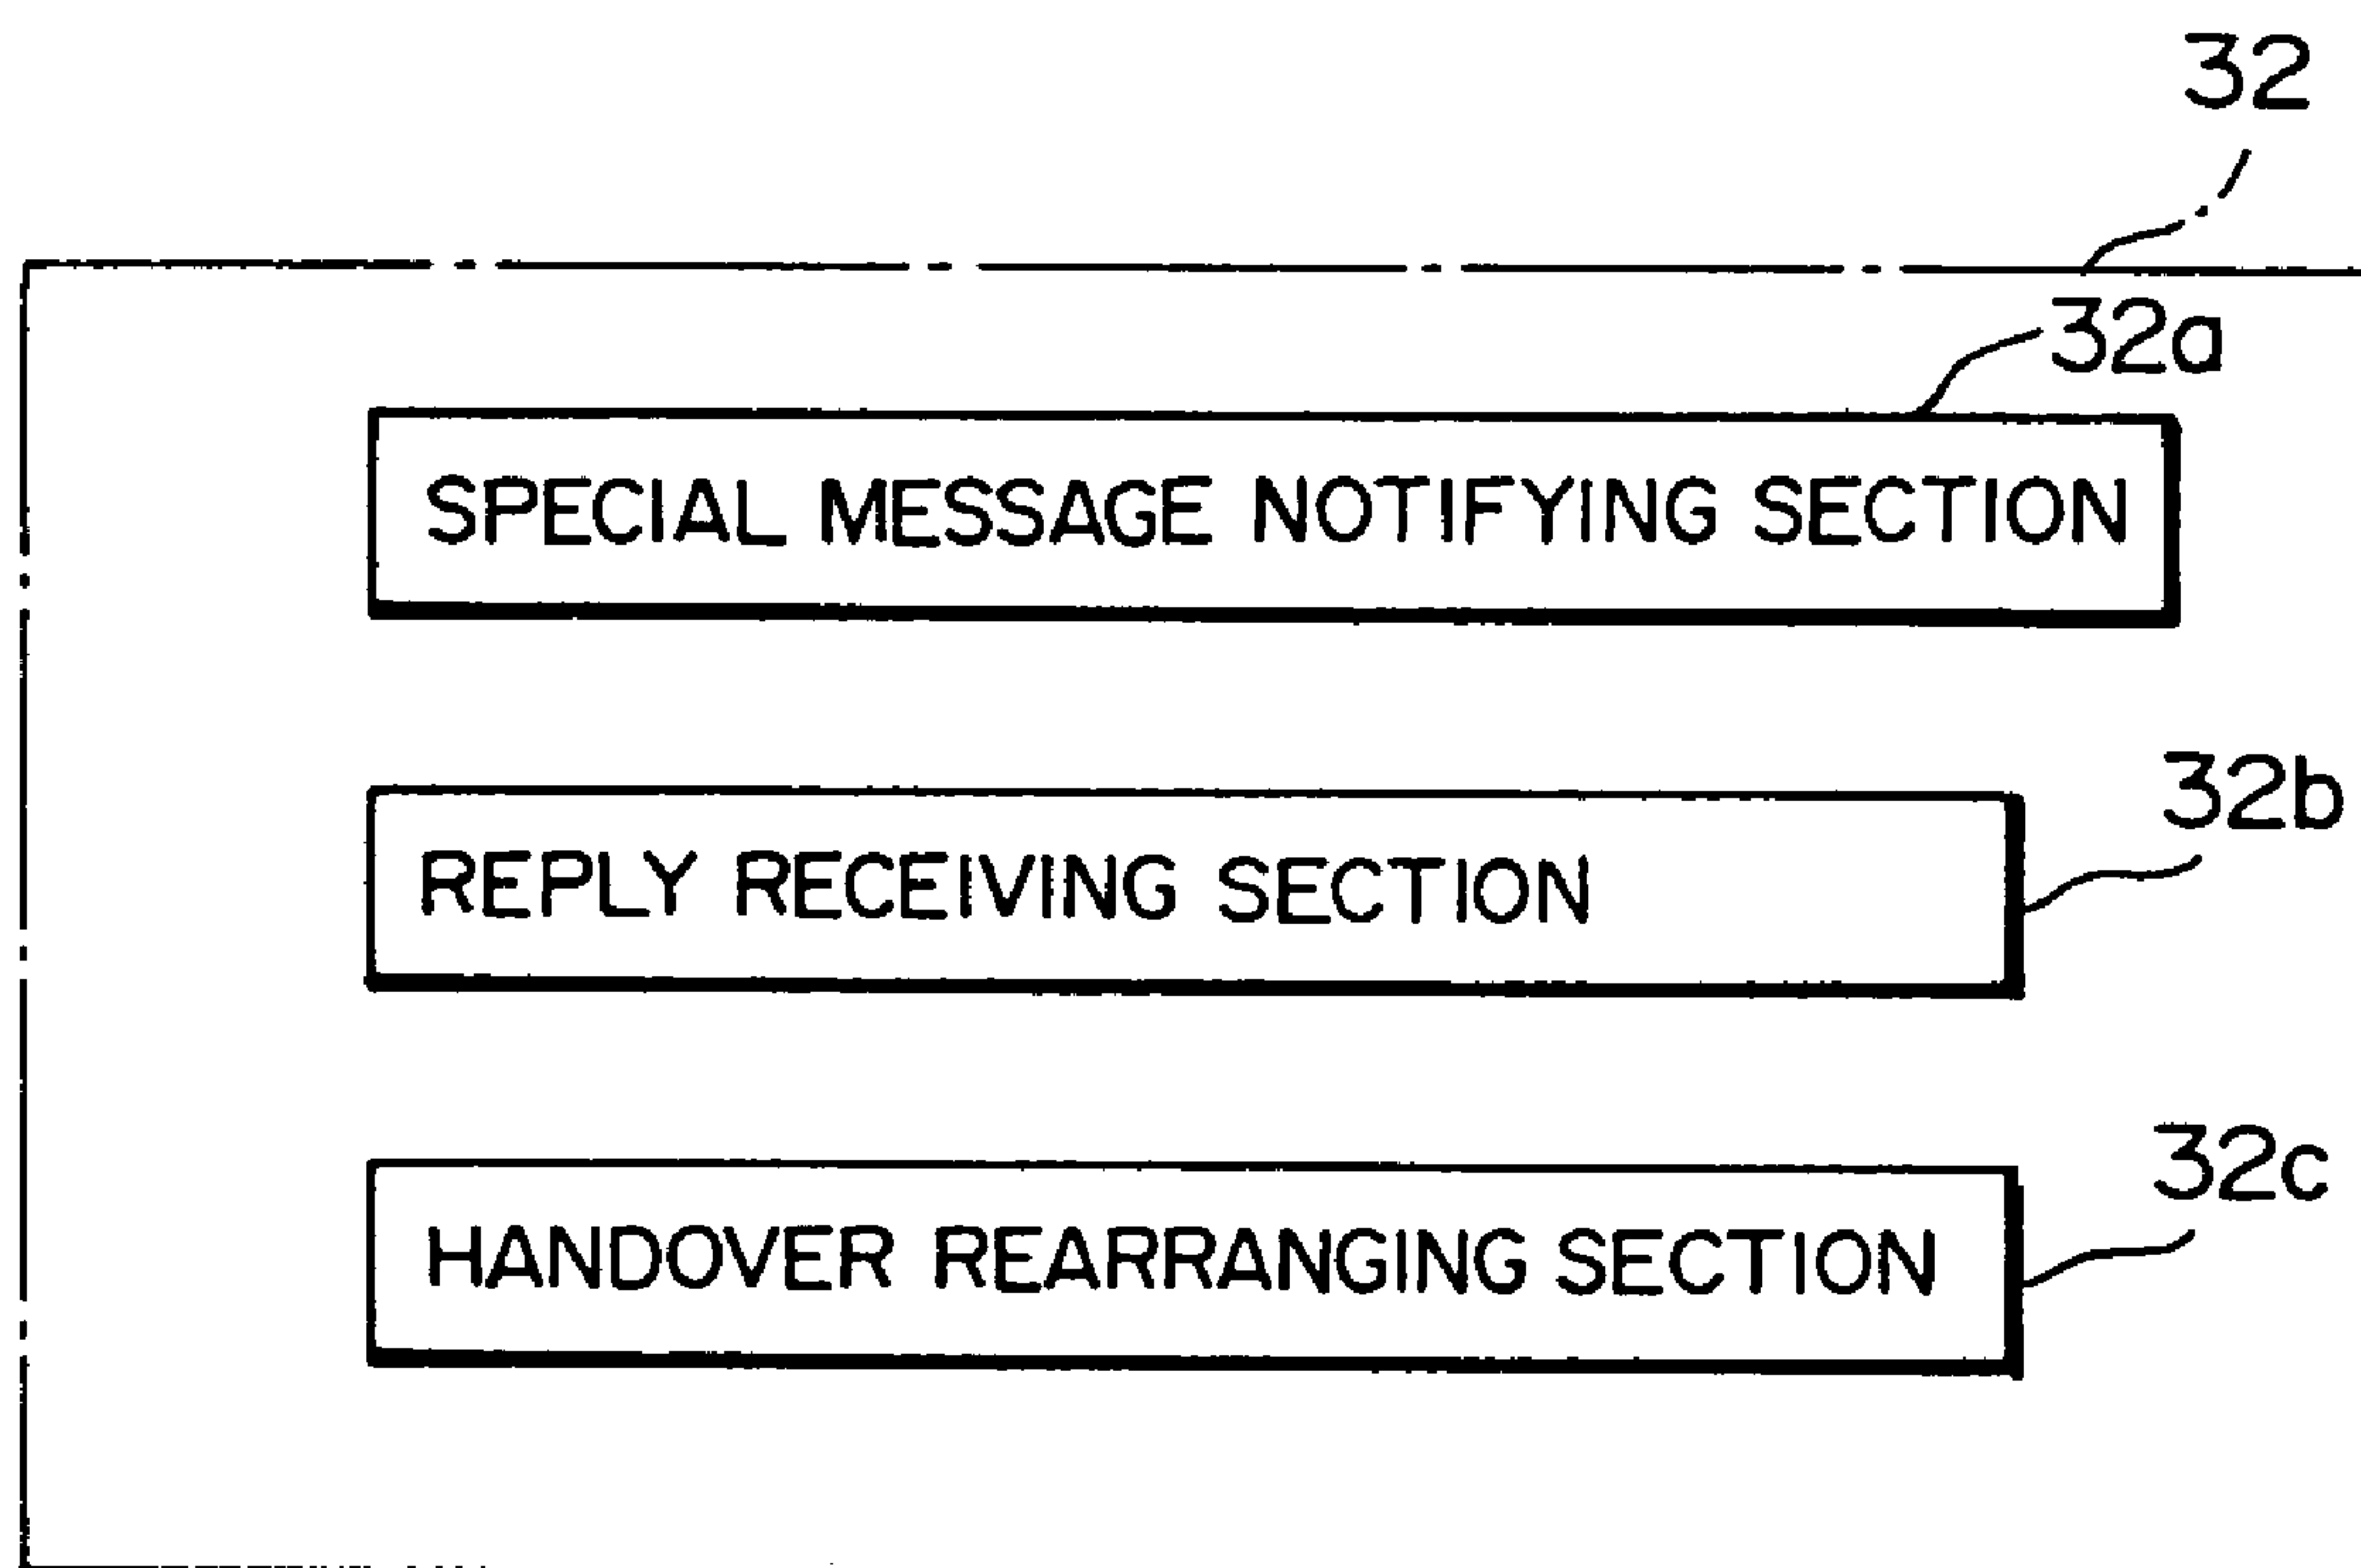 32
32a
SPECIAL MESSAGE NOTIFYING SECTION
32b
REPLY RECEIVING SECTION
32c
HANDOVER REARRANGING SECTION